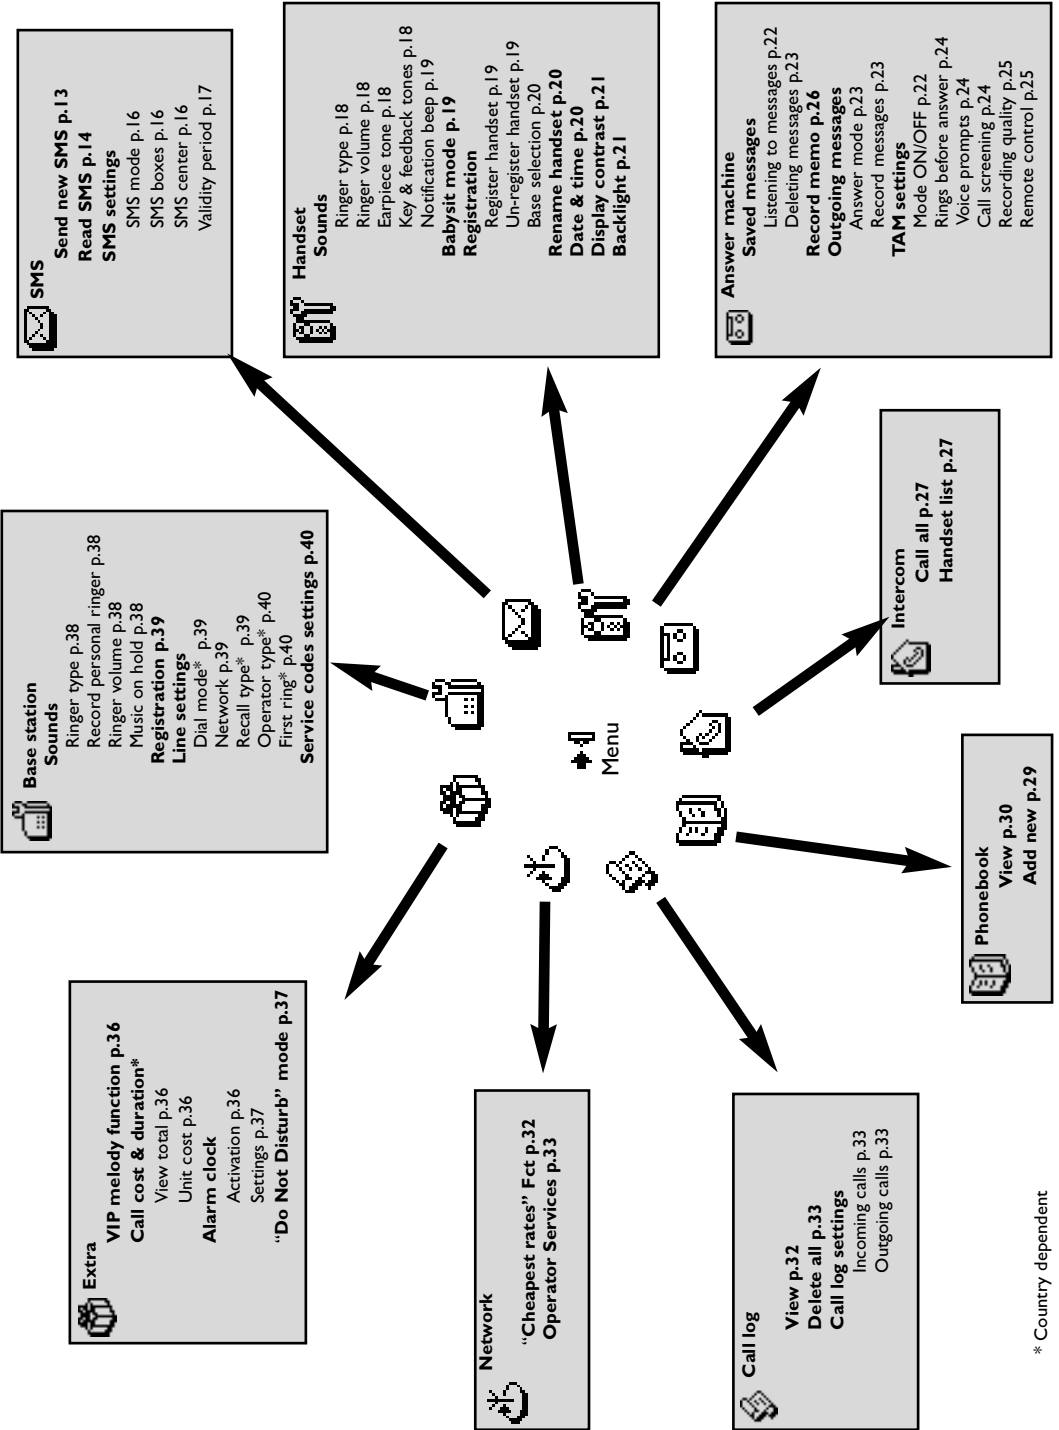 Extra
VIP melody function p.36
Call cost & duration*
View total p.36
Unit cost p.36
Alarm clock
Activation p.36
Settings p.37
“Do Not Disturb” mode p.37
Base station
Sounds
Ringer type p.38
Record personal ringer p.38
Ringer volume p.38
Music on hold p.38
Registration p.39
Line settings
Dial mode* p.39
Network p.39
Recall type* p.39
Operator type* p.40
First ring* p.40
Service codes settings p.40
SMS
Send new SMS p.13
Read SMS p.14
SMS settings
SMS mode p.16
SMS boxes p.16
SMS center p.16
Validity period p.17
Network
“Cheapest rates” Fct p.32
Operator Services p.33
Menu
Handset
Sounds
Ringer type p.18
Ringer volume p.18
Earpiece tone p.18
Key & feedback tones p.18
Notification beep p.19
Babysit mode p.19
Registration
Register handset p.19
Un-register handset p.19
Base selection p.20
Rename handset p.20
Date & time p.20
Display contrast p.21
Backlight p.21
Call log
View p.32
Delete all p.33
Call log settings
Incoming calls p.33
Outgoing calls p.33
Phonebook
View p.30
Add new p.29
Intercom
Call all p.27
Handset list p.27
Answer machine
Saved messages
Listening to messages p.22
Deleting messages p.23
Record memo p.26
Outgoing messages
Answer mode p.23
Record messages p.23
TAM settings
Mode ON/OFF p.22
Rings before answer p.24
Voice prompts p.24
Call screening p.24
Recording quality p.25
Remote control p.25
* Country dependent